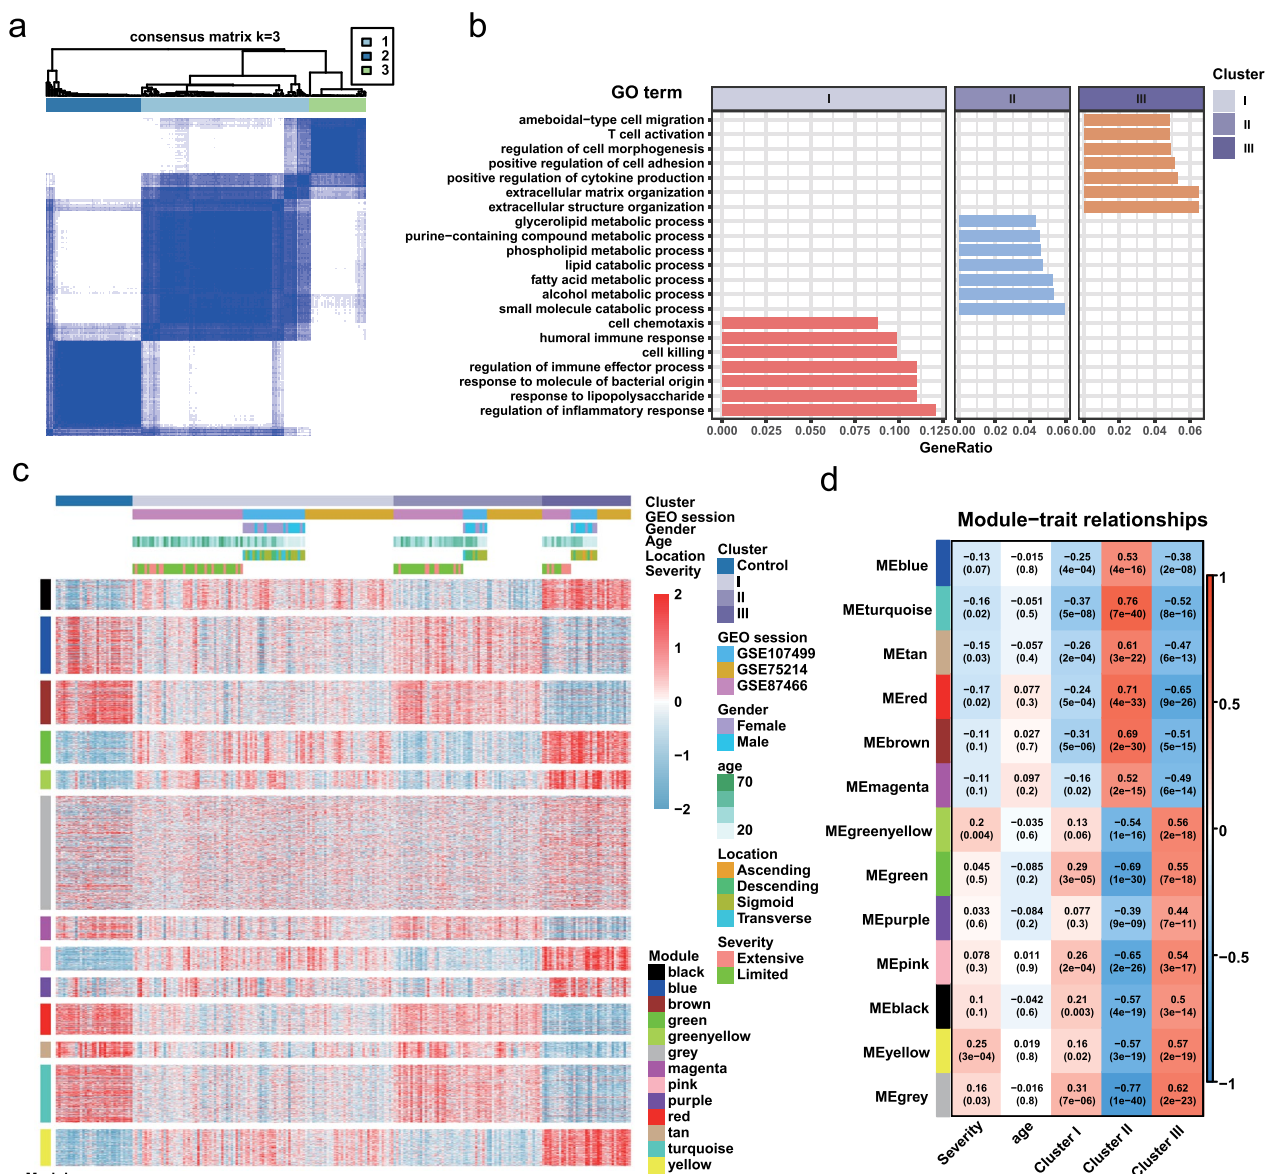 a
consensus matrix k=3
1
2
3
b
GO term
I
II
III
Cluster
I
II
III
ameboidal−type cell migration
T cell activation
regulation of cell morphogenesis
positive regulation of cell adhesion
positive regulation of cytokine production
extracellular matrix organization
extracellular structure organization
glycerolipid metabolic process
purine−containing compound metabolic process
phospholipid metabolic process
lipid catabolic process
fatty acid metabolic process
alcohol metabolic process
small molecule catabolic process
cell chemotaxis
humoral immune response
cell killing
regulation of immune effector process
response to molecule of bacterial origin
response to lipopolysaccharide
regulation of inflammatory response
0.000 0.025 0.050 0.075 0.100 0.125 0.00 0.02 0.04 0.06 0.00 0.02 0.04 0.06
GeneRatio
c
Cluster
GEO session
Gender
Age
Location
Severity
2
1
0
−1
−2
Cluster
Control
I
II
III
GEO session
GSE107499
GSE75214
GSE87466
Gender
Female
Male
age
70
20
Location
Ascending
Descending
Sigmoid
Transverse
Severity
Extensive
Limited
Module
black
blue
brown
green
greenyellow
grey
magenta
pink
purple
red
tan
turquoise
yellow
d
Module−trait relationships
MEblue −0.13 −0.015 −0.25 0.53 −0.38
(0.07) (0.8) (4e−04) (4e−16) (2e−08)
MEturquoise −0.16 −0.051 −0.37 0.76 −0.52
(0.02) (0.5) (5e−08) (7e−40) (8e−16)
MEtan −0.15 −0.057 −0.26 0.61 −0.47
(0.03) (0.4) (2e−04) (3e−22) (6e−13)
MEred −0.17 0.077 −0.24 0.71 −0.65
(0.02) (0.3) (5e−04) (4e−33) (9e−26)
MEbrown −0.11 0.027 −0.31 0.69 −0.51
(0.1) (0.7) (5e−06) (2e−30) (5e−15)
MEmagenta −0.11 0.097 −0.16 0.52 −0.49
(0.1) (0.2) (0.02) (2e−15) (6e−14)
MEgreenyellow 0.2 −0.035 0.13 −0.54 0.56
(0.004) (0.6) (0.06) (1e−16) (2e−18)
MEgreen 0.045 −0.085 0.29 −0.69 0.55
(0.5) (0.2) (3e−05) (1e−30) (7e−18)
MEpurple 0.033 −0.084 0.077 −0.39 0.44
(0.6) (0.2) (0.3) (9e−09) (7e−11)
MEpink 0.078 0.011 0.26 −0.65 0.54
(0.3) (0.9) (2e−04) (2e−26) (3e−17)
MEblack 0.1 −0.042 0.21 −0.57 0.5
(0.1) (0.6) (0.003) (4e−19) (3e−14)
MEyellow 0.25 0.019 0.16 −0.57 0.57
(3e−04) (0.8) (0.02) (3e−19) (2e−19)
MEgrey 0.16 −0.016 0.31 −0.77 0.62
(0.03) (0.8) (7e−06) (1e−40) (2e−23)
Severity age Cluster I Cluster II Cluster III
1
0.5
0
−0.5
−1